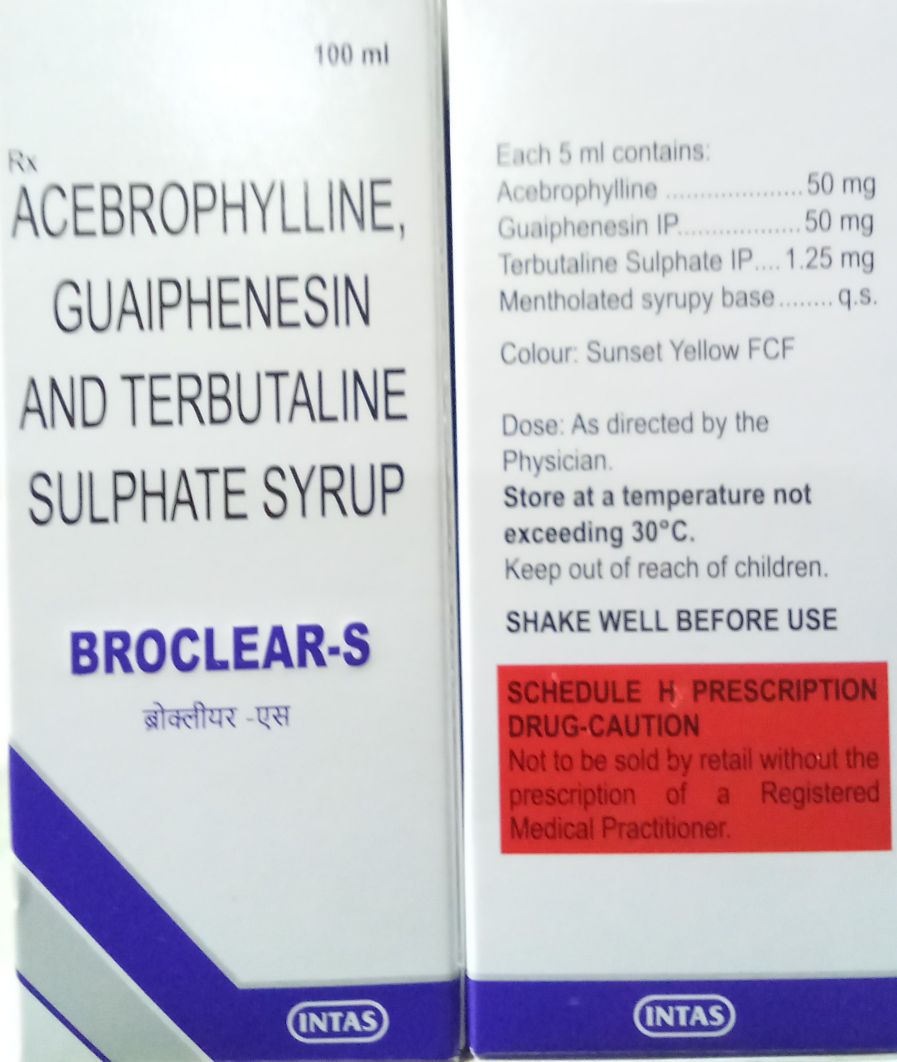 100 ml
Rx
ACEBROPHYLLINE,
GUAIPHENESIN
AND TERBUTALINE
SULPHATE SYRUP
BROCLEAR-S
ब्रोक्लीयर -एस
INTAS
Each 5 ml contains:
Acebrophylline ....................50 mg
Guaiphenesin IP..................50 mg
Terbutaline Sulphate IP.... 1.25 mg
Mentholated syrupy base........ q.s.
Colour: Sunset Yellow FCF
Dose: As directed by the
Physician.
Store at a temperature not
exceeding 30°C.
Keep out of reach of children.
SHAKE WELL BEFORE USE
SCHEDULE H PRESCRIPTION
DRUG-CAUTION
Not to be sold by retail without the
prescription of a Registered
Medical Practitioner.
INTAS